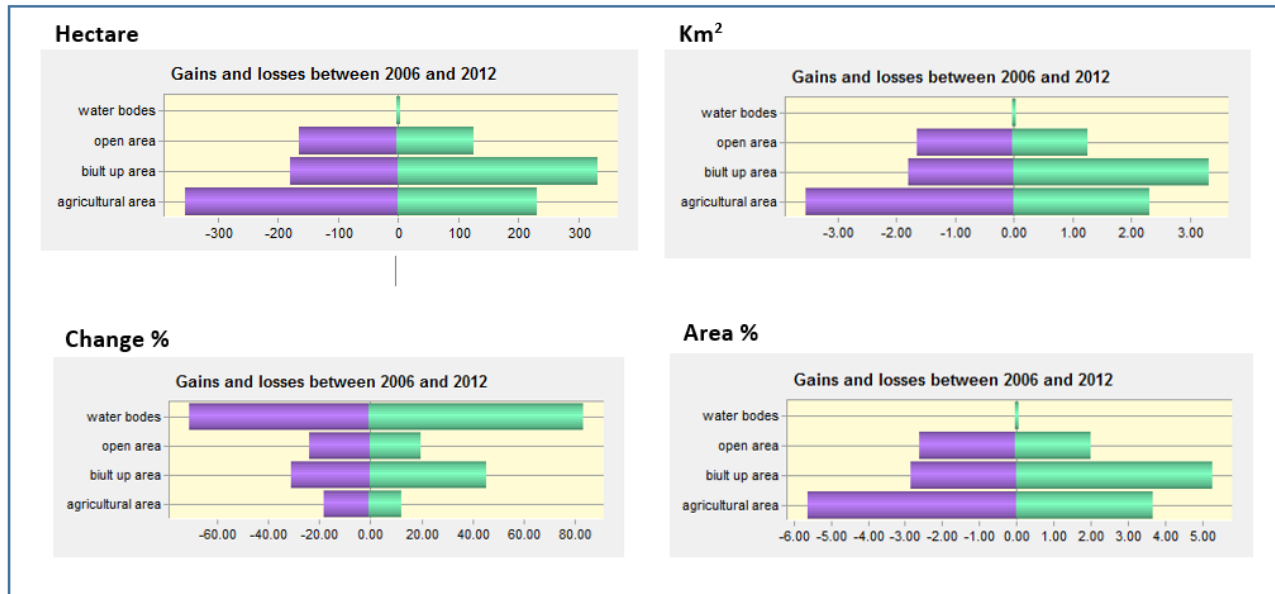 Hectare
Gains and losses between 2006 and 2012
water bodes
open area
biult up area
agricultural area
-300 -200 -100 0 100 200 300
Km²
Gains and losses between 2006 and 2012
water bodes
open area
biult up area
agricultural area
-3.00 -2.00 -1.00 0.00 1.00 2.00 3.00
Change %
Gains and losses between 2006 and 2012
water bodes
open area
biult up area
agricultural area
-60.00 -40.00 -20.00 0.00 20.00 40.00 60.00 80.00
Area %
Gains and losses between 2006 and 2012
water bodes
open area
biult up area
agricultural area
-6.00 -5.00 -4.00 -3.00 -2.00 -1.00 0.00 1.00 2.00 3.00 4.00 5.00